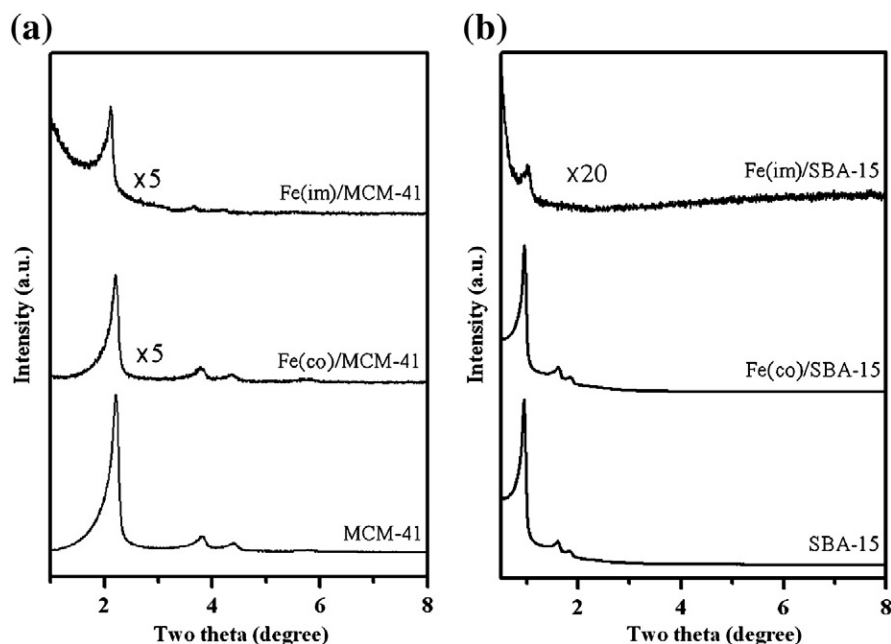 (a)
Intensity (a.u.)
x5
Fe(im)/MCM-41
x5
Fe(co)/MCM-41
MCM-41
2
4
6
8
Two theta (degree)
(b)
Intensity (a.u.)
x20
Fe(im)/SBA-15
Fe(co)/SBA-15
SBA-15
2
4
6
8
Two theta (degree)